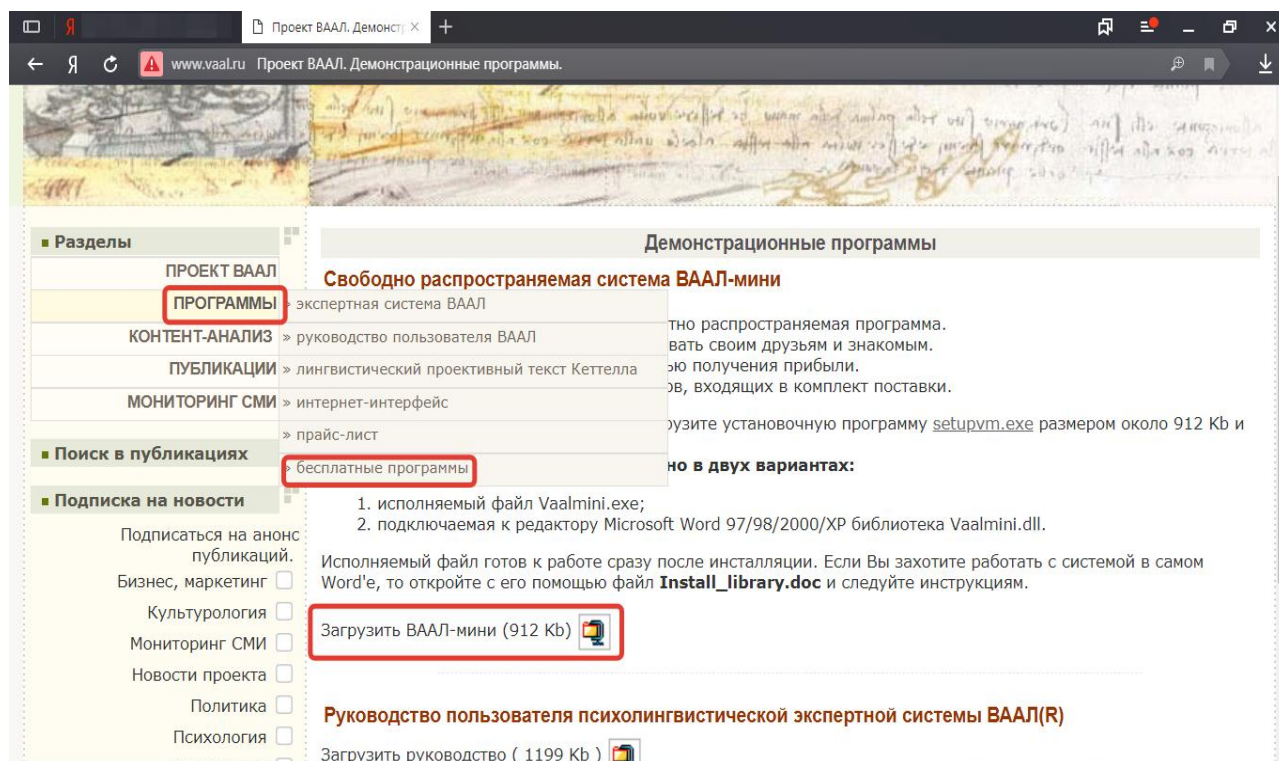 Проект ВААЛ. Демонстр
www.vaal.ru Проект ВААЛ. Демонстрационные программы.
Разделы
ПРОЕКТ ВААЛ
ПРОГРАММЫ
КОНТЕНТ-АНАЛИЗ
ПУБЛИКАЦИИ
МОНИТОРИНГ СМИ
» экспертная система ВААЛ
» руководство пользователя ВААЛ
» лингвистический проективный текст Кеттелла
» интернет-интерфейс
» прайс-лист
» бесплатные программы
Поиск в публикациях
Подписка на новости
Подписаться на анонс
публикаций.
Бизнес, маркетинг
Культурология
Мониторинг СМИ
Новости проекта
Политика
Психология
Демонстрационные программы
Свободно распространяемая система ВААЛ-мини
распространяемая программа.
своим друзьям и знакомым.
получения прибыли.
входящих в комплект поставки.
установочную программу setupvm.exe размером около 912 Kb и
в двух вариантах:
1. исполняемый файл Vaalmini.exe;
2. подключаемая к редактору Microsoft Word 97/98/2000/XP библиотека Vaalmini.dll.
Исполняемый файл готов к работе сразу после инсталляции. Если Вы захотите работать с системой в самом
Word'е, то откройте с его помощью файл Install_library.doc и следуйте инструкциям.
Загрузить ВААЛ-мини (912 Kb)
Руководство пользователя психолингвистической экспертной системы ВААЛ(R)
Загрузить руководство ( 1199 Kb )